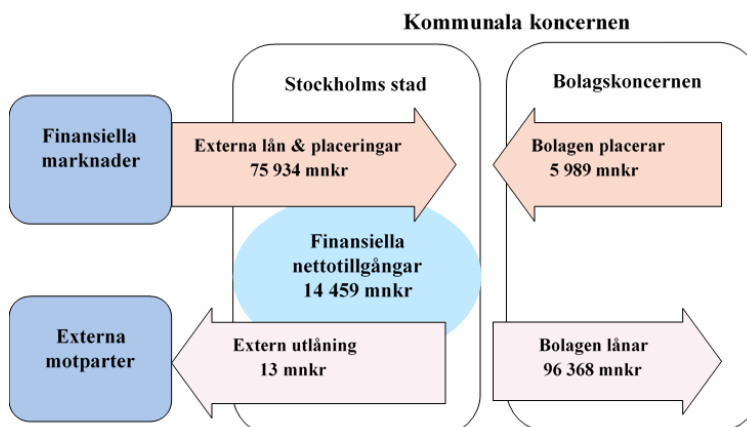 Kommunala koncernen
Stockholms stad
Bolagskoncernen
Finansiella
marknader
Externa lån & placeringar
75 934 mnkr
Bolagen placerar
5 989 mnkr
Finansiella
nettotillgångar
14 459 mnkr
Externa
motparter
Extern utlåning
13 mnkr
Bolagen lånar
96 368 mnkr